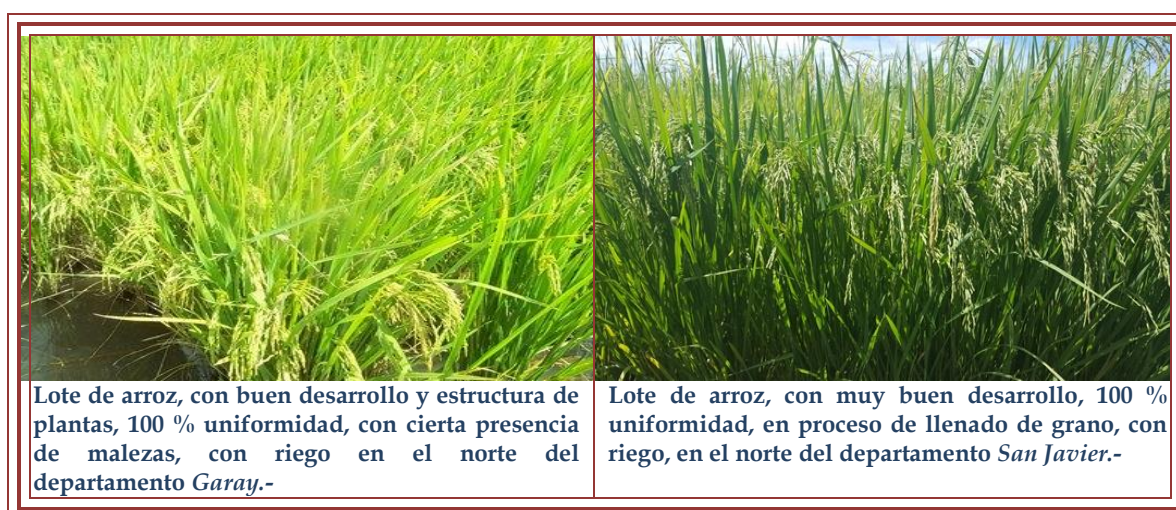 Lote de arroz, con buen desarrollo y estructura de
plantas, 100 % uniformidad, con cierta presencia
de malezas, con riego en el norte del
departamento Garay.-
Lote de arroz, con muy buen desarrollo, 100 %
uniformidad, en proceso de llenado de grano, con
riego, en el norte del departamento San Javier.-